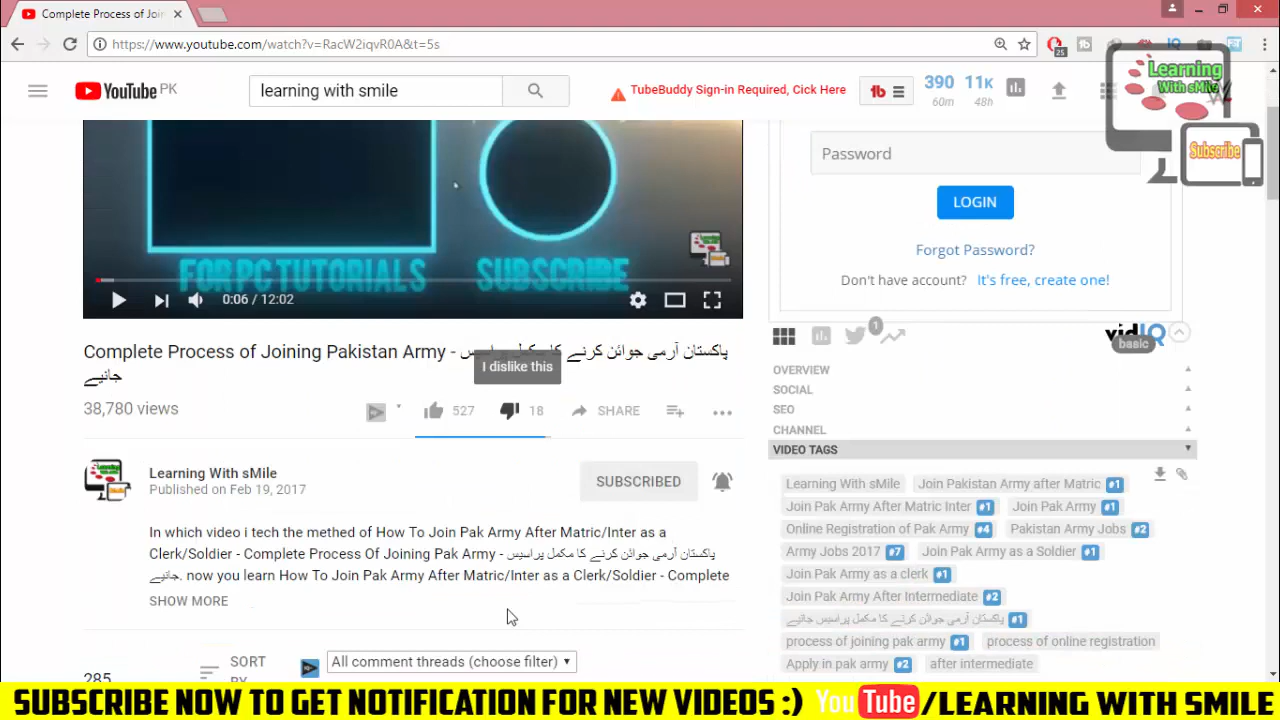 Complete Process of Join
https://www.youtube.com/watch?v=RacW2iqvR0A&t=5s
25
YouTube PK
learning with smile
TubeBuddy Sign-in Required, Click Here
390 60m
11K 48h
Learning With sMile
Subscribe
Password
LOGIN
Forgot Password?
Don't have account? It's free, create one!
FOR PC TUTORIALS
SUBSCRIBE
0:06 / 12:02
Complete Process of Joining Pakistan Army - پاکستان آرمی جوائن کرنے کا مکمل پراسیس
جانیے
I dislike this
38,780 views
527
18
SHARE
Learning With sMile
Published on Feb 19, 2017
SUBSCRIBED
In which video i tech the methed of How To Join Pak Army After Matric/Inter as a
Clerk/Soldier - Complete Process Of Joining Pak Army - پاکستان آرمی جوائن کرنے کا مکمل پراسیس
جانیے. now you learn How To Join Pak Army After Matric/Inter as a Clerk/Soldier - Complete
SHOW MORE
285
SORT BY
All comment threads (choose filter)
1
vidIQ
basic
OVERVIEW
SOCIAL
SEO
CHANNEL
VIDEO TAGS
Learning With sMile Join Pakistan Army after Matric #1
Join Pak Army After Matric Inter #1 Join Pak Army #1
Online Registration of Pak Army #4 Pakistan Army Jobs #2
Army Jobs 2017 #7 Join Pak Army as a Soldier #1
Join Pak Army as a clerk #1
Join Pak Army After Intermediate #2
پاکستان آرمی جوائن کرنے کا مکمل پراسیس جانیے #1
process of joining pak army #1 process of online registration
Apply in pak army #2 after intermediate
SUBSCRIBE NOW TO GET NOTIFICATION FOR NEW VIDEOS :) YouTube/LEARNING WITH SMILE